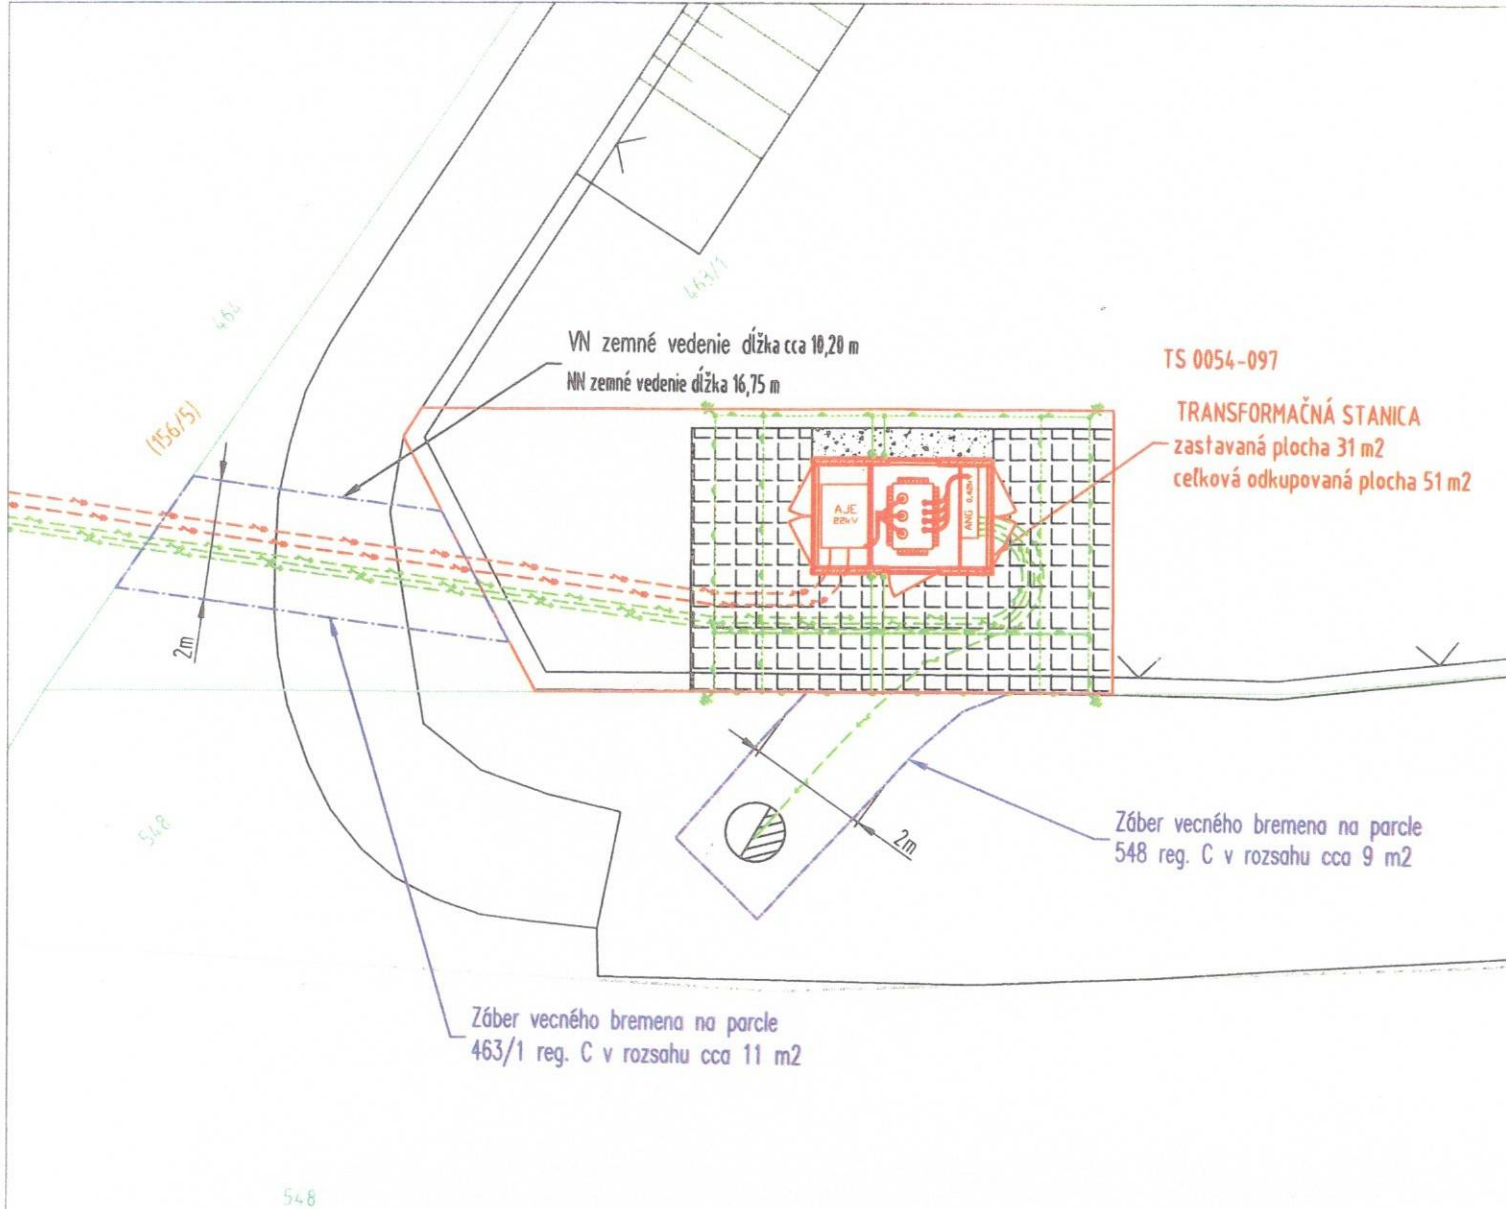 463/1
464
VN zemné vedenie dĺžka cca 10,20 m
NN zemné vedenie dĺžka 16,75 m
TS 0054-097
TRANSFORMAČNÁ STANICA
zastavaná plocha 31 m2
celková odkupovaná plocha 51 m2
(156/5)
AJE
22kV
ANG 0,42kV
2m
2m
548
Záber vecného bremena na parcle
548 reg. C v rozsahu cca 9 m2
Záber vecného bremena na parcle
463/1 reg. C v rozsahu cca 11 m2
548